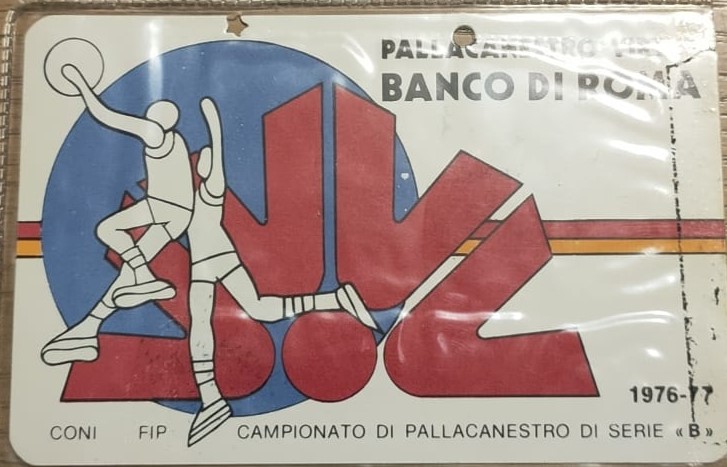 PALLACANESTRO
BANCO DI ROMA
1976-77
CONI FIP CAMPIONATO DI PALLACANESTRO DI SERIE «B»